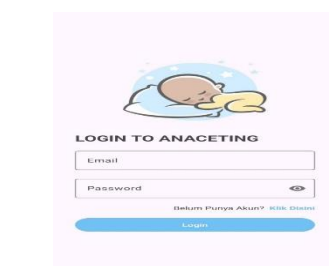 LOGIN TO ANACETING
Email
Password
Belum Punya Akun? Klik Disini
Login